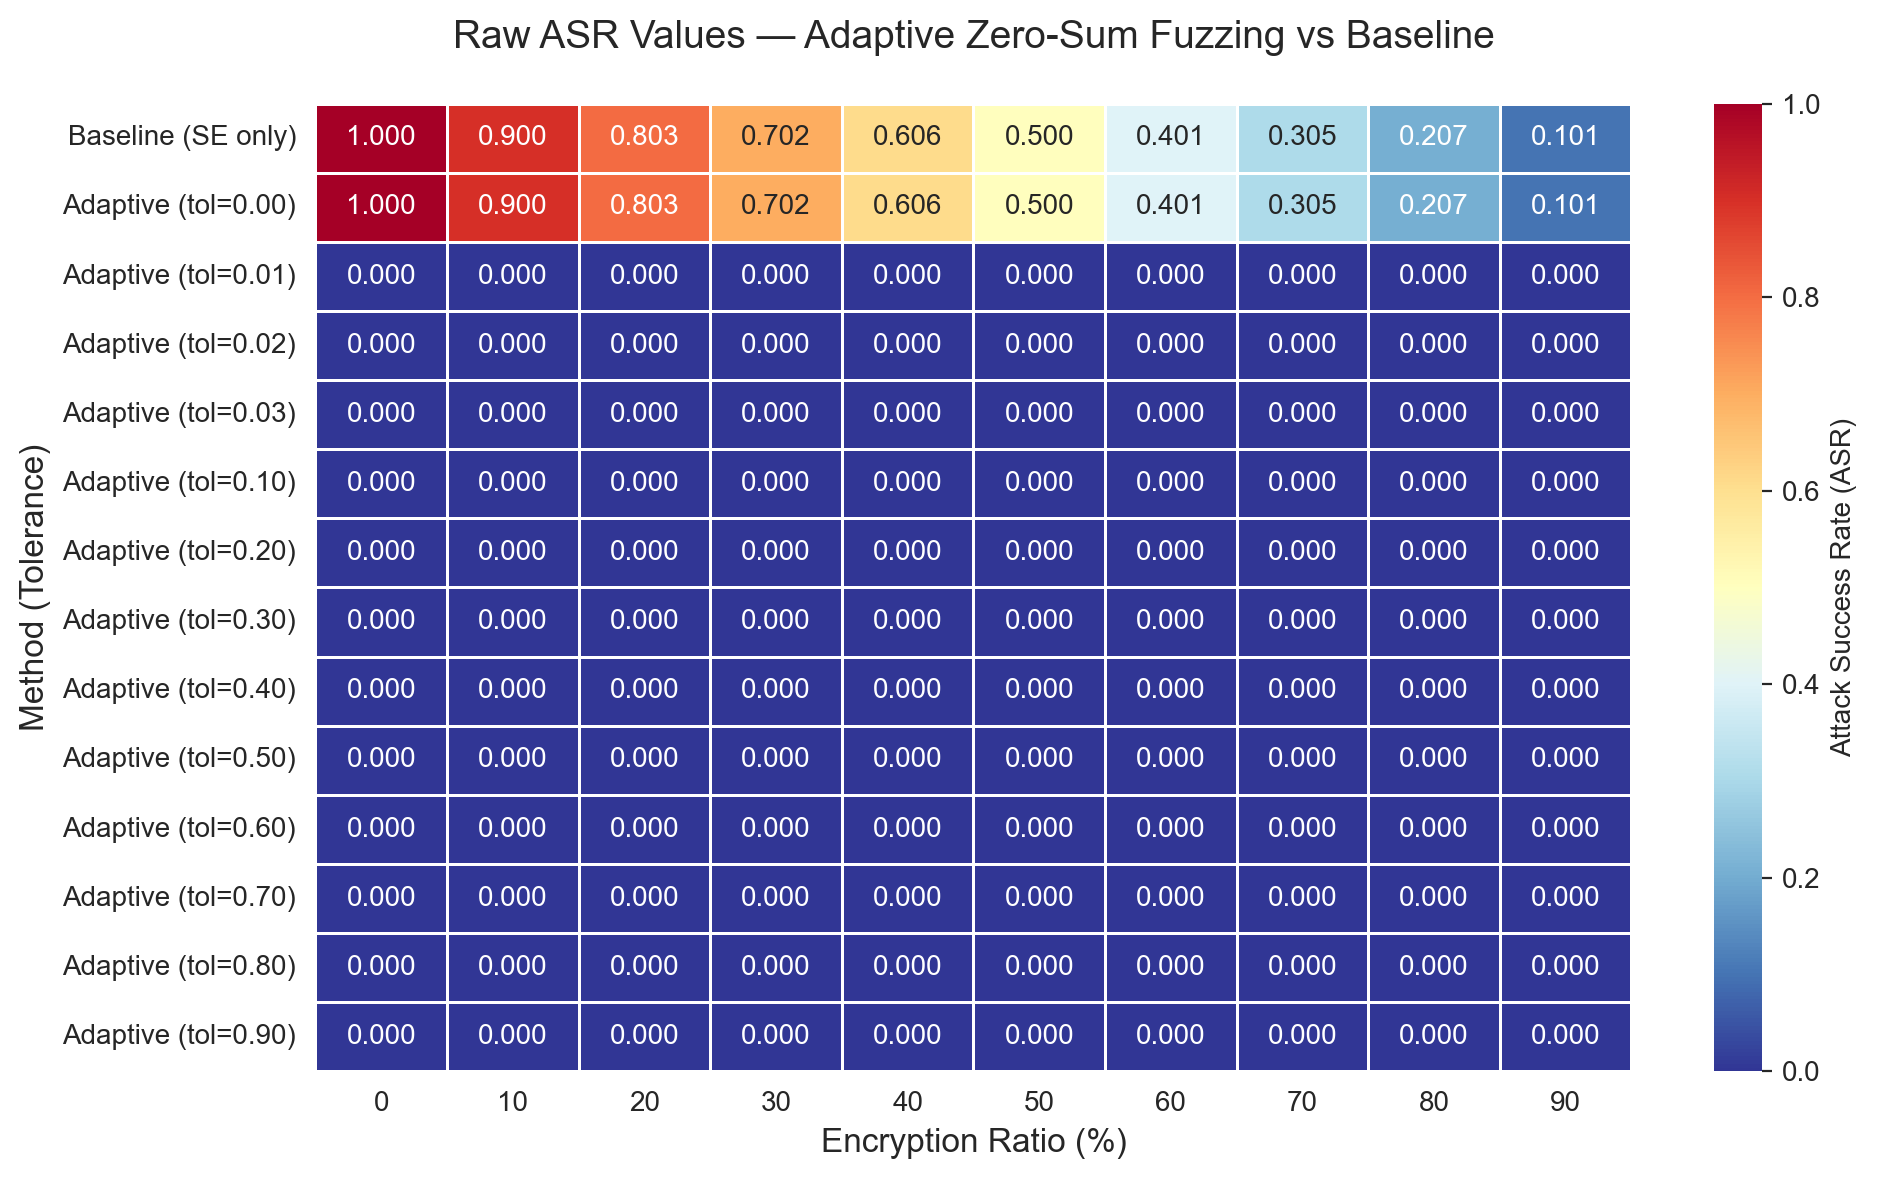 Raw ASR Values — Adaptive Zero-Sum Fuzzing vs Baseline
Baseline (SE only) 1.000 0.900 0.803 0.702 0.606 0.500 0.401 0.305 0.207 0.101
Adaptive (tol=0.00) 1.000 0.900 0.803 0.702 0.606 0.500 0.401 0.305 0.207 0.101
Adaptive (tol=0.01) 0.000 0.000 0.000 0.000 0.000 0.000 0.000 0.000 0.000 0.000
Adaptive (tol=0.02) 0.000 0.000 0.000 0.000 0.000 0.000 0.000 0.000 0.000 0.000
Adaptive (tol=0.03) 0.000 0.000 0.000 0.000 0.000 0.000 0.000 0.000 0.000 0.000
Adaptive (tol=0.10) 0.000 0.000 0.000 0.000 0.000 0.000 0.000 0.000 0.000 0.000
Adaptive (tol=0.20) 0.000 0.000 0.000 0.000 0.000 0.000 0.000 0.000 0.000 0.000
Adaptive (tol=0.30) 0.000 0.000 0.000 0.000 0.000 0.000 0.000 0.000 0.000 0.000
Adaptive (tol=0.40) 0.000 0.000 0.000 0.000 0.000 0.000 0.000 0.000 0.000 0.000
Adaptive (tol=0.50) 0.000 0.000 0.000 0.000 0.000 0.000 0.000 0.000 0.000 0.000
Adaptive (tol=0.60) 0.000 0.000 0.000 0.000 0.000 0.000 0.000 0.000 0.000 0.000
Adaptive (tol=0.70) 0.000 0.000 0.000 0.000 0.000 0.000 0.000 0.000 0.000 0.000
Adaptive (tol=0.80) 0.000 0.000 0.000 0.000 0.000 0.000 0.000 0.000 0.000 0.000
Adaptive (tol=0.90) 0.000 0.000 0.000 0.000 0.000 0.000 0.000 0.000 0.000 0.000
0 10 20 30 40 50 60 70 80 90
Encryption Ratio (%)
Method (Tolerance)
1.0
0.8
0.6
0.4
0.2
0.0
Attack Success Rate (ASR)